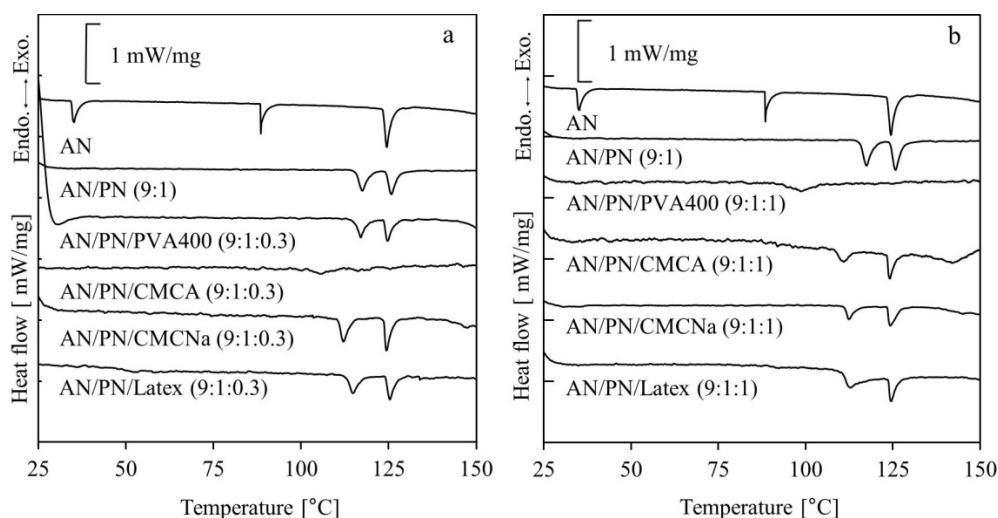 a
1 mW/mg
AN
AN/PN (9:1)
AN/PN/PVA400 (9:1:0.3)
AN/PN/CMCA (9:1:0.3)
AN/PN/CMCNa (9:1:0.3)
AN/PN/Latex (9:1:0.3)
Heat flow [ mW/mg] Endo. ←→ Exo.
25 50 75 100 125 150
Temperature [°C]
b
1 mW/mg
AN
AN/PN (9:1)
AN/PN/PVA400 (9:1:1)
AN/PN/CMCA (9:1:1)
AN/PN/CMCNa (9:1:1)
AN/PN/Latex (9:1:1)
Heat flow [ mW/mg] Endo. ←→ Exo.
25 50 75 100 125 150
Temperature [°C]